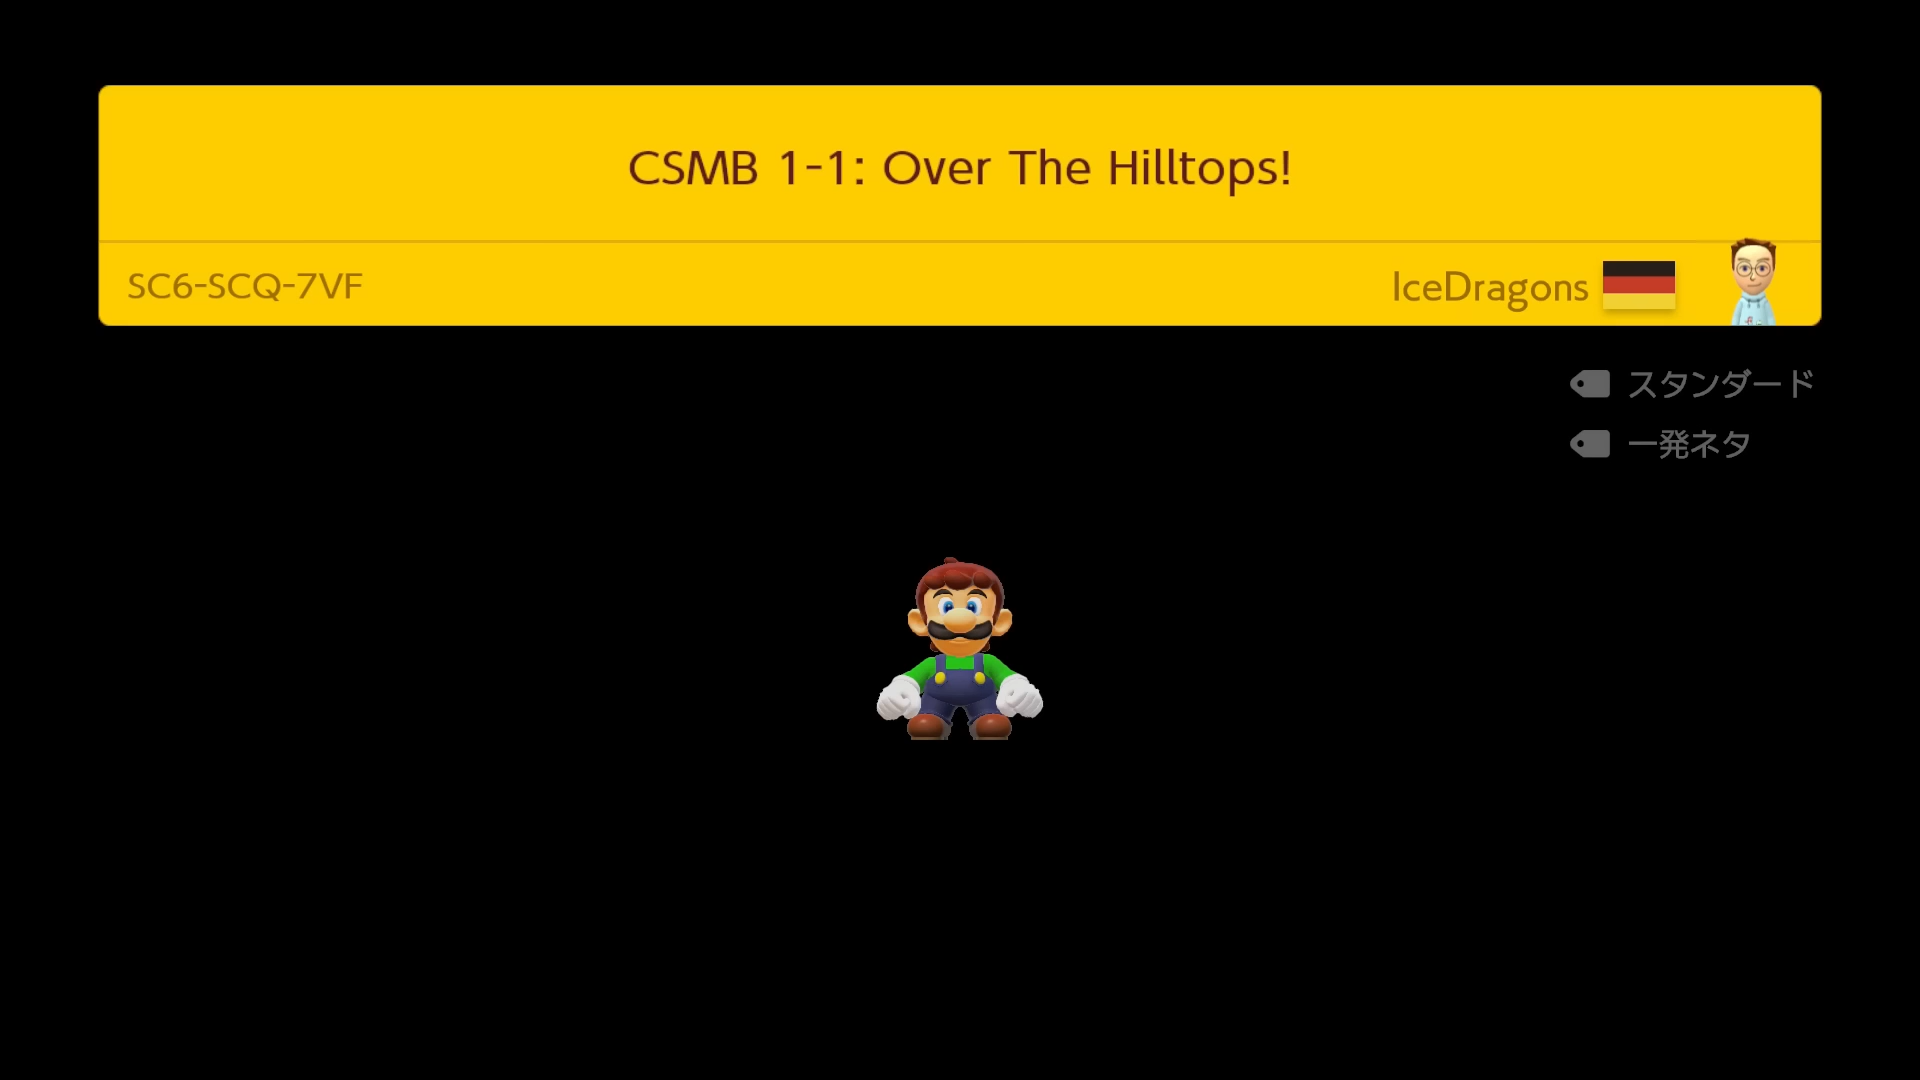 CSMB 1-1: Over The Hilltops!
SC6-SCQ-7VF
IceDragons
スタンダード
一発ネタ